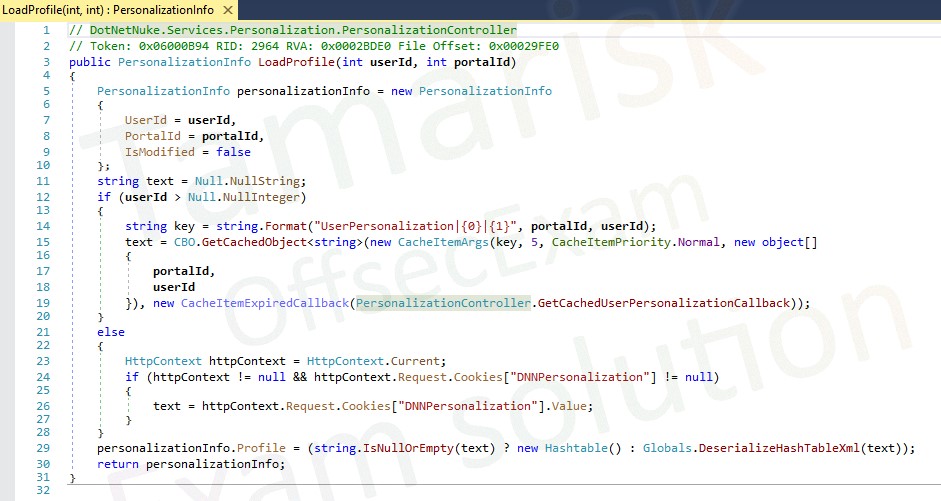 LoadProfile(int, int) : PersonalizationInfo ×
1 // DotNetNuke.Services.Personalization.PersonalizationController
2 // Token: 0x06000B94 RID: 2964 RVA: 0x0002BDE0 File Offset: 0x00029FE0
3 public PersonalizationInfo LoadProfile(int userId, int portalId)
4 {
5 PersonalizationInfo personalizationInfo = new PersonalizationInfo
6 {
7 UserId = userId,
8 PortalId = portalId,
9 IsModified = false
10 };
11 string text = Null.NullString;
12 if (userId > Null.NullInteger)
13 {
14 string key = string.Format("UserPersonalization|{0}|{1}", portalId, userId);
15 text = CBO.GetCachedObject<string>(new CacheItemArgs(key, 5, CacheItemPriority.Normal, new object[]
16 {
17 portalId,
18 userId
19 }), new CacheItemExpiredCallback(PersonalizationController.GetCachedUserPersonalizationCallback));
20 }
21 else
22 {
23 HttpContext httpContext = HttpContext.Current;
24 if (httpContext != null && httpContext.Request.Cookies["DNNPersonalization"] != null)
25 {
26 text = httpContext.Request.Cookies["DNNPersonalization"].Value;
27 }
28 }
29 personalizationInfo.Profile = (string.IsNullOrEmpty(text) ? new Hashtable() : Globals.DeserializeHashTableXml(text));
30 return personalizationInfo;
31 }
32
Tamarisk
OffsecExam
Exam solution